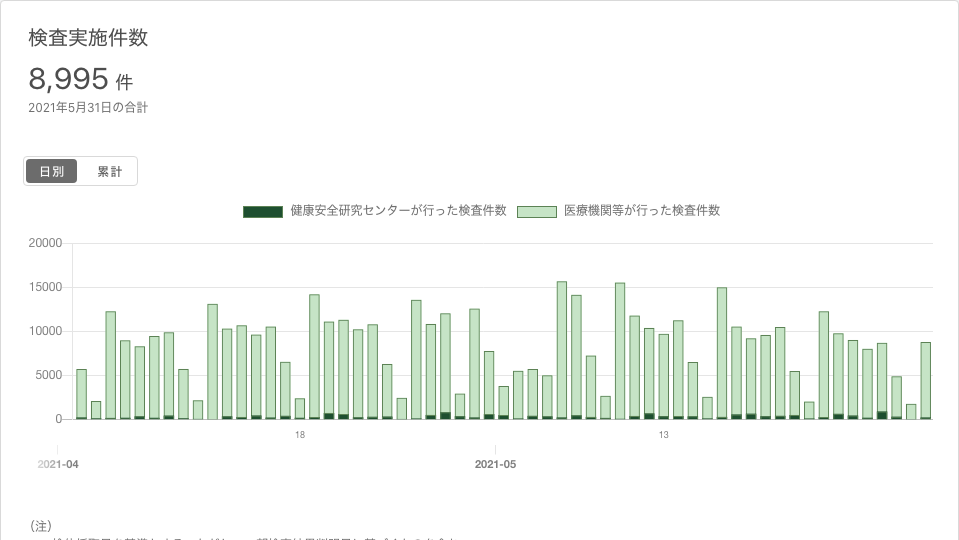 検査実施件数
8,995 件
2021年5月31日の合計
日別 累計
健康安全研究センターが行った検査件数 医療機関等が行った検査件数
20000
15000
10000
5000
0
18 13
2021-04 2021-05
（注）